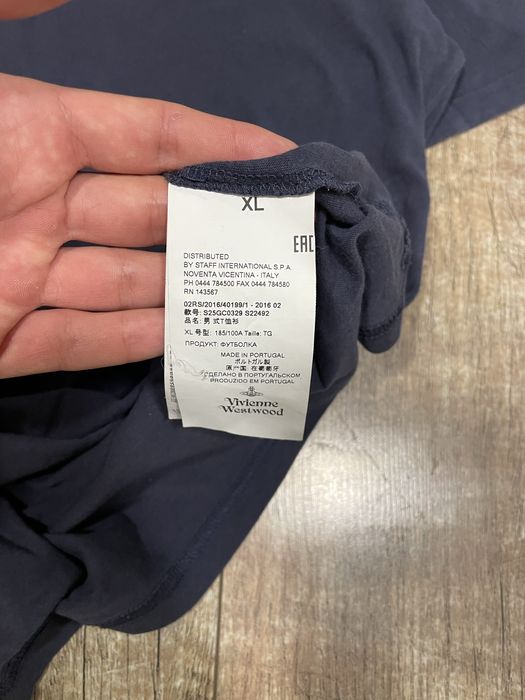 XL
EAC
DISTRIBUTED
BY STAFF INTERNATIONAL S.P.A.
NOVENTA VICENTINA - ITALY
PH 0444 784500 FAX 0444 784580
RN 143567
02RS/2016/40199/1 - 2016 02
款号: S25GC0329 S22492
品名: 男式T恤衫
XL 号型: 185/100A Taille: TG
ПРОДУКТ: ФУТБОЛКА
MADE IN PORTUGAL
ポルトガル製
原产国: 在葡萄牙
СДЕЛАНО В ПОРТУГАЛЬСКОМ
PRODUZIDO EM PORTUGAL
Vivienne
Westwood